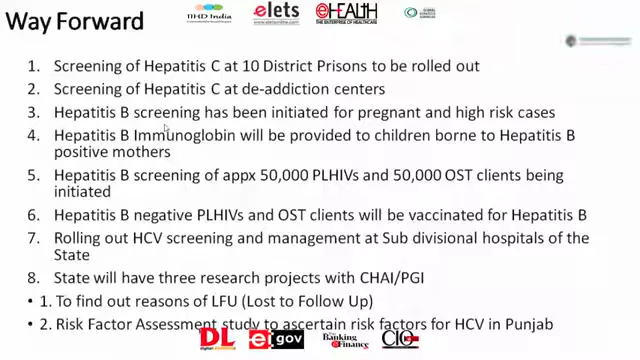 Way Forward
IIHD India
elets
www.eletsonline.com
eHEALTH
THE ENTERPRISE OF HEALTHCARE
1. Screening of Hepatitis C at 10 District Prisons to be rolled out
2. Screening of Hepatitis C at de-addiction centers
3. Hepatitis B screening has been initiated for pregnant and high risk cases
4. Hepatitis B Immunoglobin will be provided to children borne to Hepatitis B
positive mothers
5. Hepatitis B screening of appx 50,000 PLHIVs and 50,000 OST clients being
initiated
6. Hepatitis B negative PLHIVs and OST clients will be vaccinated for Hepatitis B
7. Rolling out HCV screening and management at Sub divisional hospitals of the
State
8. State will have three research projects with CHAI/PGI
• 1. To find out reasons of LFU (Lost to Follow Up)
• 2. Risk Factor Assessment study to ascertain risk factors for HCV in Punjab
DL
egov
Banking
&Finance
CIO